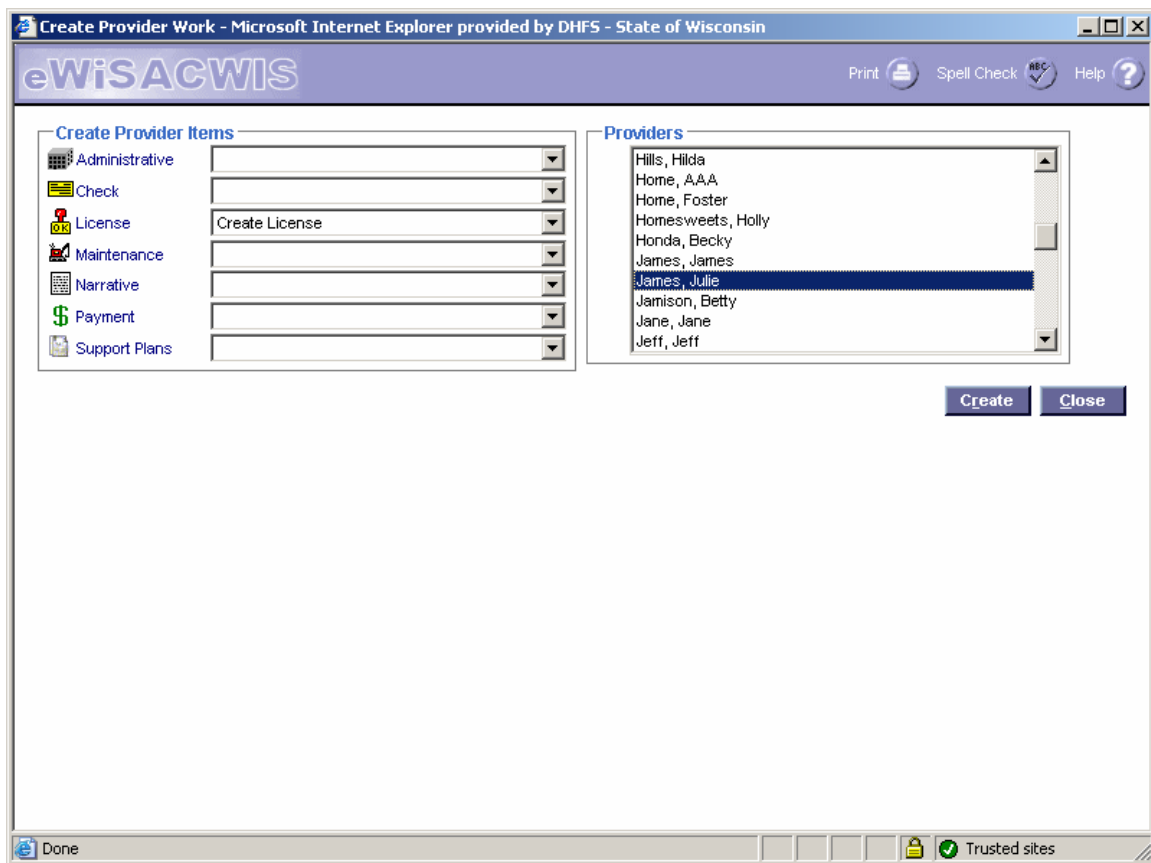 Create Provider Work - Microsoft Internet Explorer provided by DHFS - State of Wisconsin
eWiSACWIS
Print
Spell Check
ABC
Help
?
Create Provider Items
Administrative
Check
OK
License
Create License
Maintenance
Narrative
$ Payment
Support Plans
Providers
Hills, Hilda
Home, AAA
Home, Foster
Homesweets, Holly
Honda, Becky
James, James
James, Julie
Jamison, Betty
Jane, Jane
Jeff, Jeff
Create
Close
Done
Trusted sites